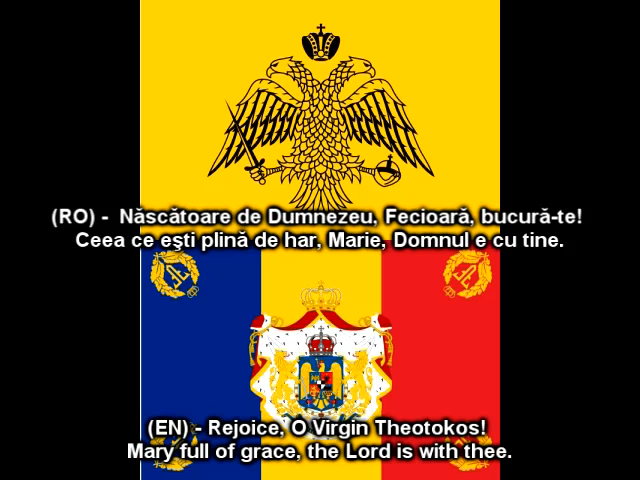 (RO) - Născătoare de Dumnezeu, Fecioară, bucură-te!
Ceea ce eşti plină de har, Marie, Domnul e cu tine.
(EN) - Rejoice, O Virgin Theotokos!
Mary full of grace, the Lord is with thee.